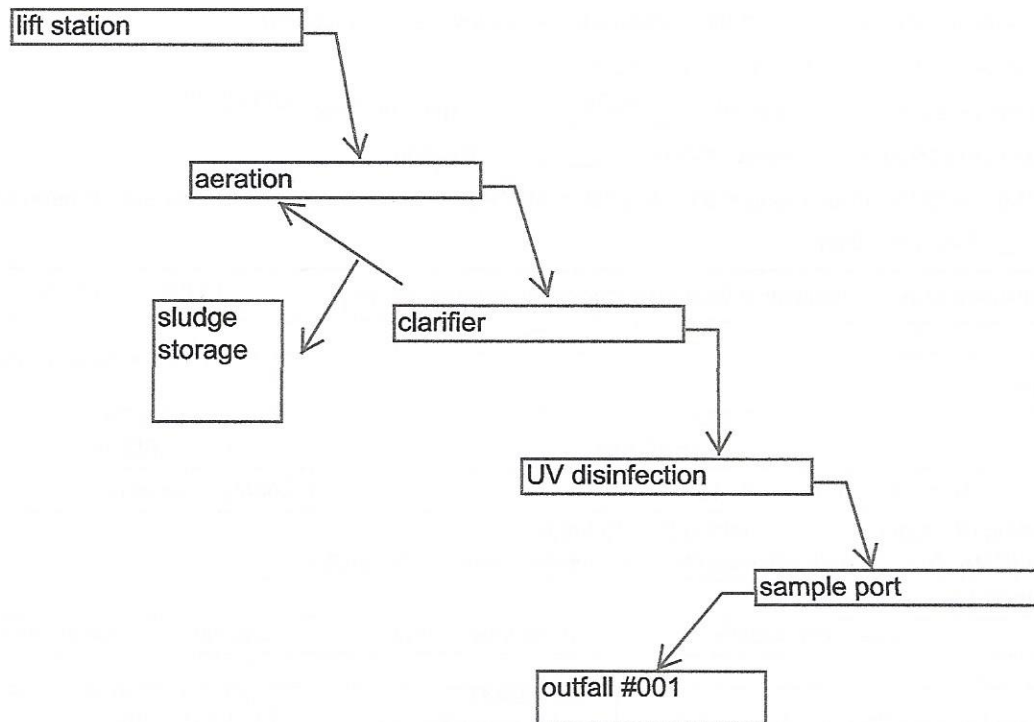 lift station
aeration
sludge
storage
clarifier
UV disinfection
sample port
outfall #001